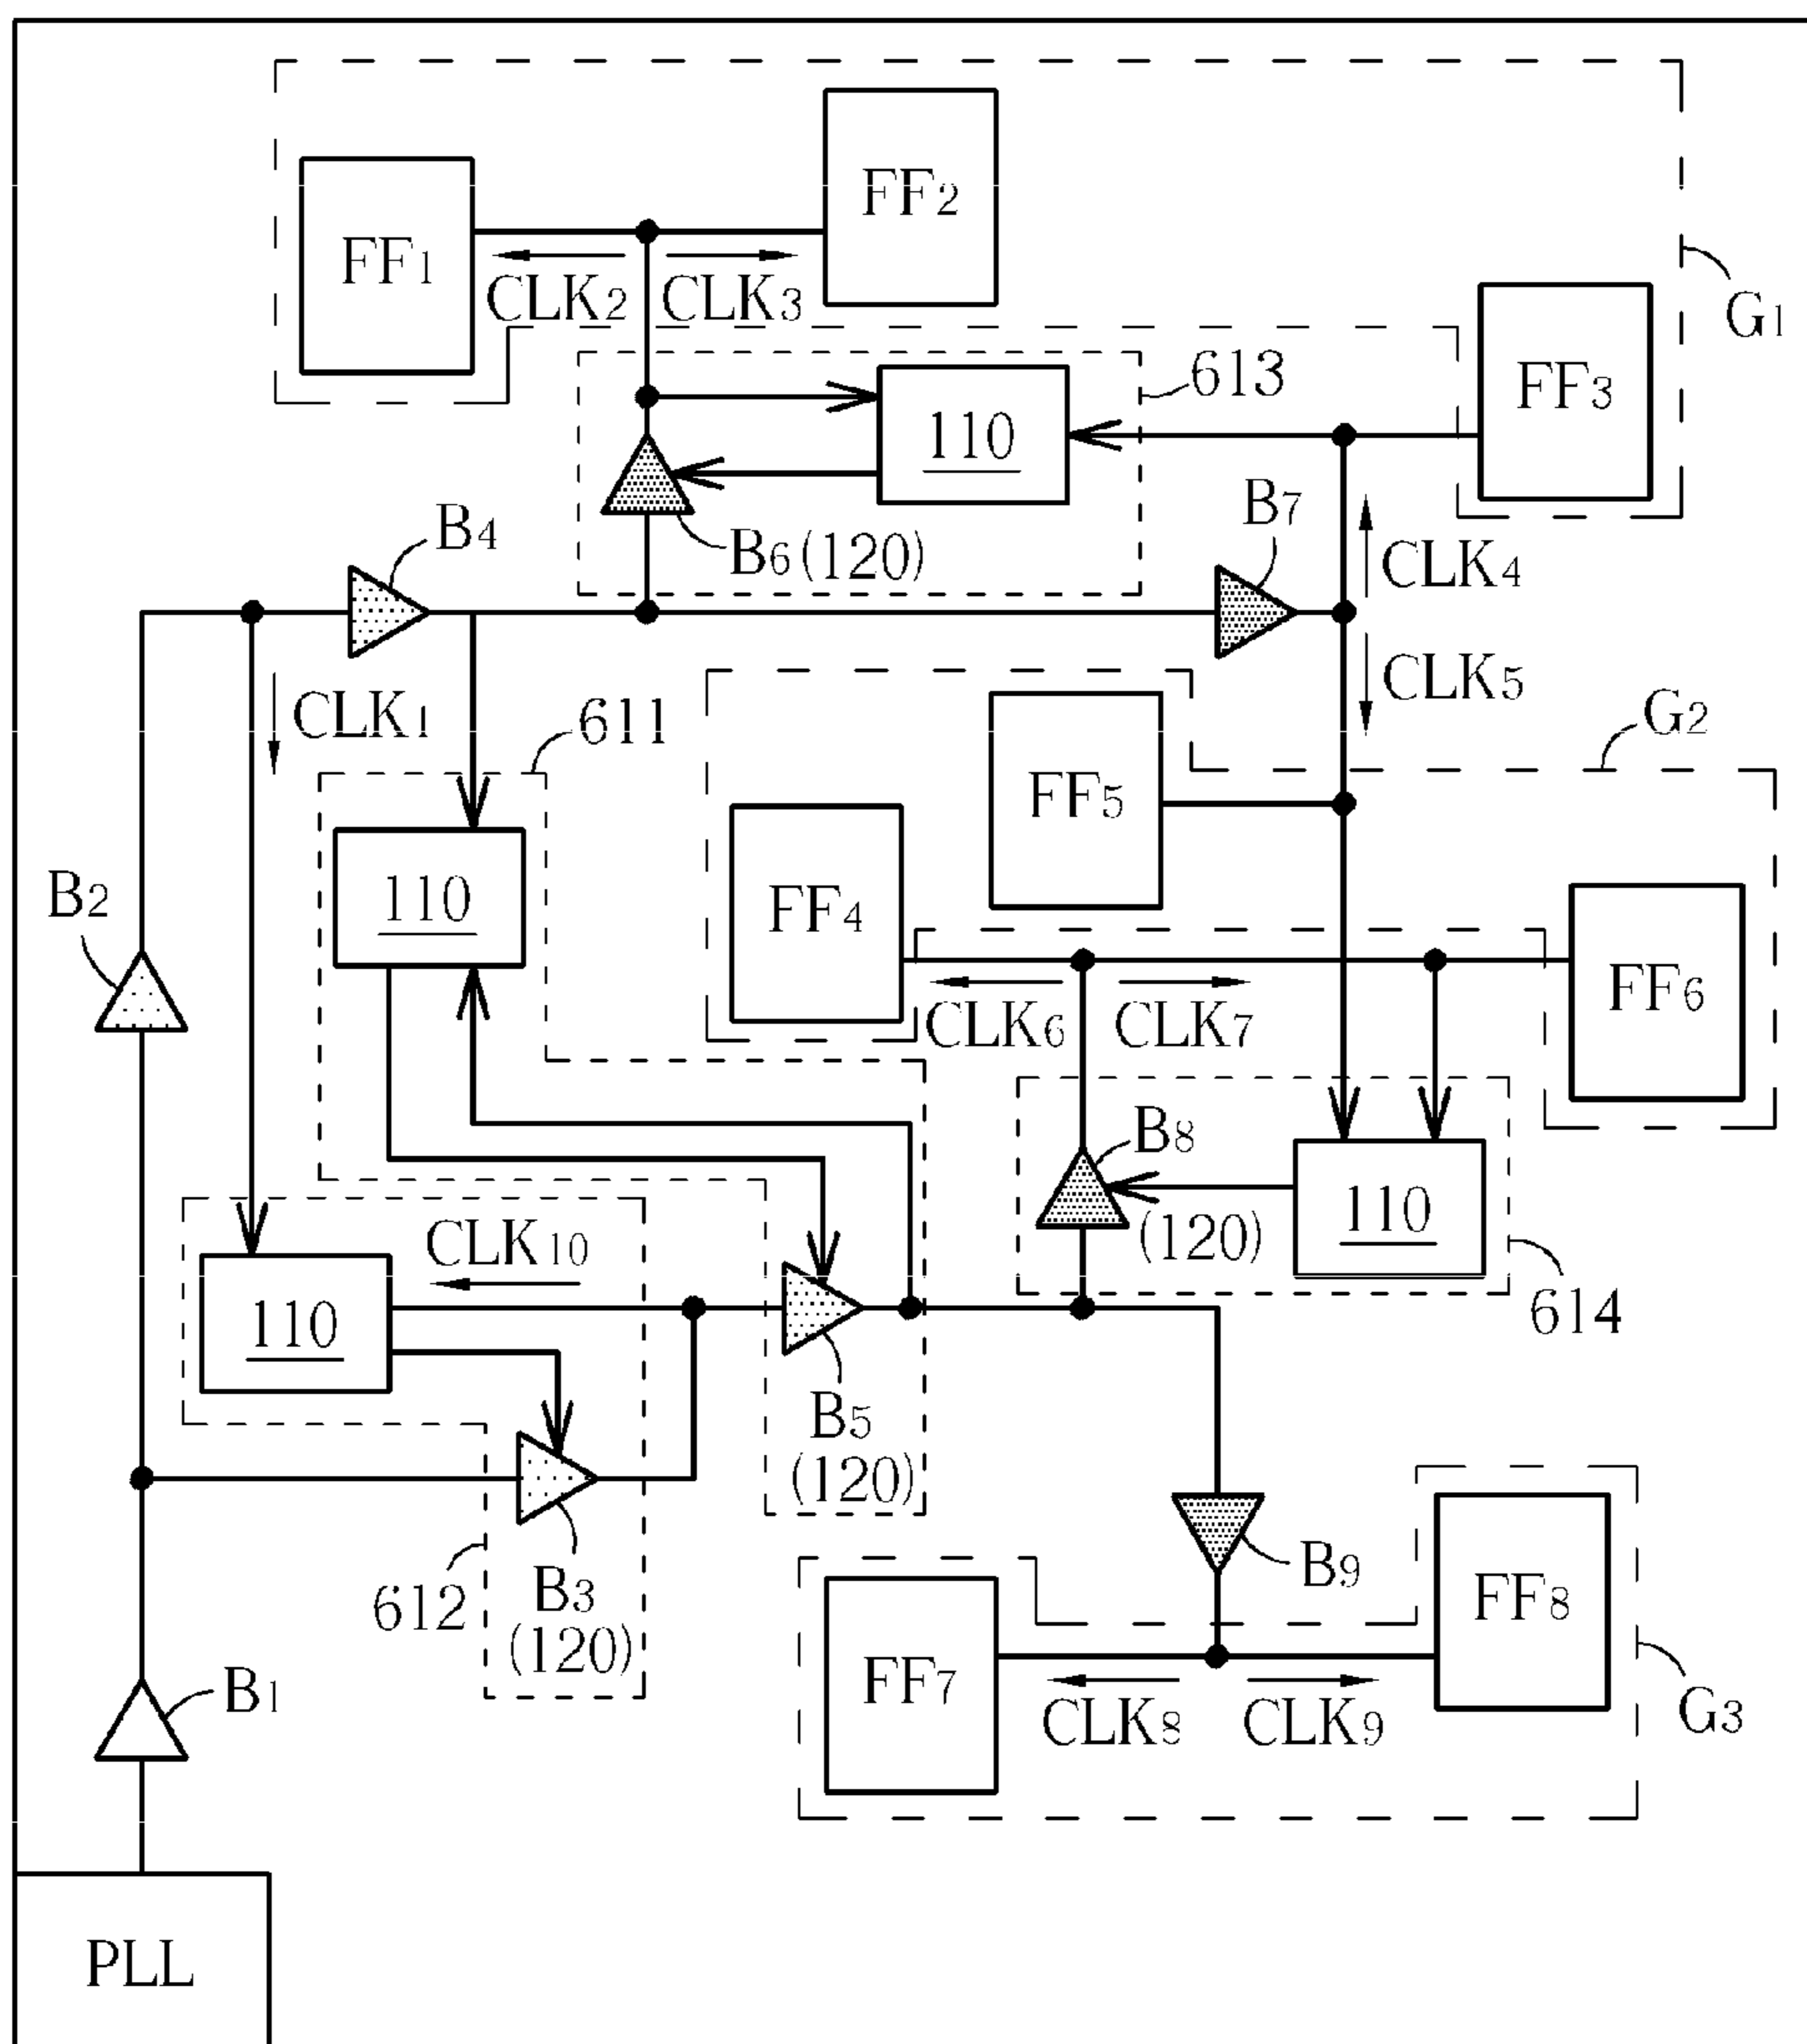 FF1
FF2
CLK2
CLK3
G1
FF3
613
110
B4
B6 (120)
B7
CLK4
CLK1
611
CLK5
G2
FF5
B2
110
FF4
FF6
CLK6
CLK7
B8
(120)
110
CLK10
614
110
B5
(120)
B9
612
B3
(120)
FF8
FF7
B1
CLK8
CLK9
G3
PLL